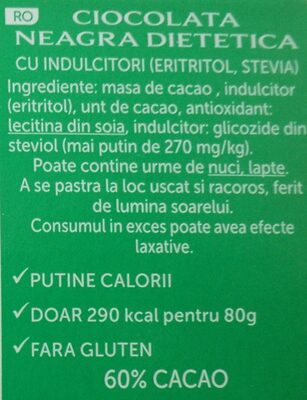 RO
CIOCOLATA
NEAGRA DIETETICA
CU INDULCITORI (ERITRITOL, STEVIA)
Ingrediente: masa de cacao , indulcitor
(eritritol), unt de cacao, antioxidant:
lecitina din soia, indulcitor: glicozide din
steviol (mai putin de 270 mg/kg).
Poate contine urme de nuci, lapte.
A se pastra la loc uscat si racoros, ferit
de lumina soarelui.
Consumul in exces poate avea efecte
laxative.
✓PUTINE CALORII
✓DOAR 290 kcal pentru 80g
✓FARA GLUTEN
60% CACAO